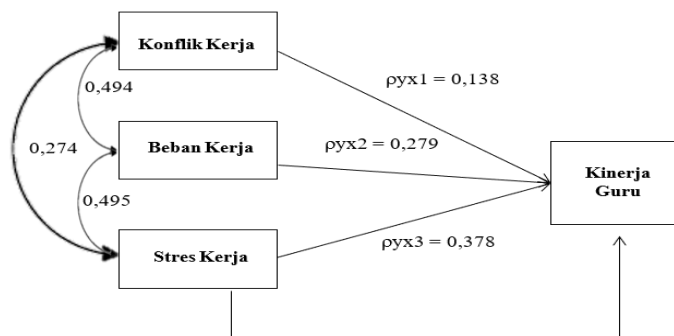 Konflik Kerja
ρyx1 = 0,138
0,494
0,274
Beban Kerja
ρyx2 = 0,279
Kinerja
Guru
0,495
Stres Kerja
ρyx3 = 0,378